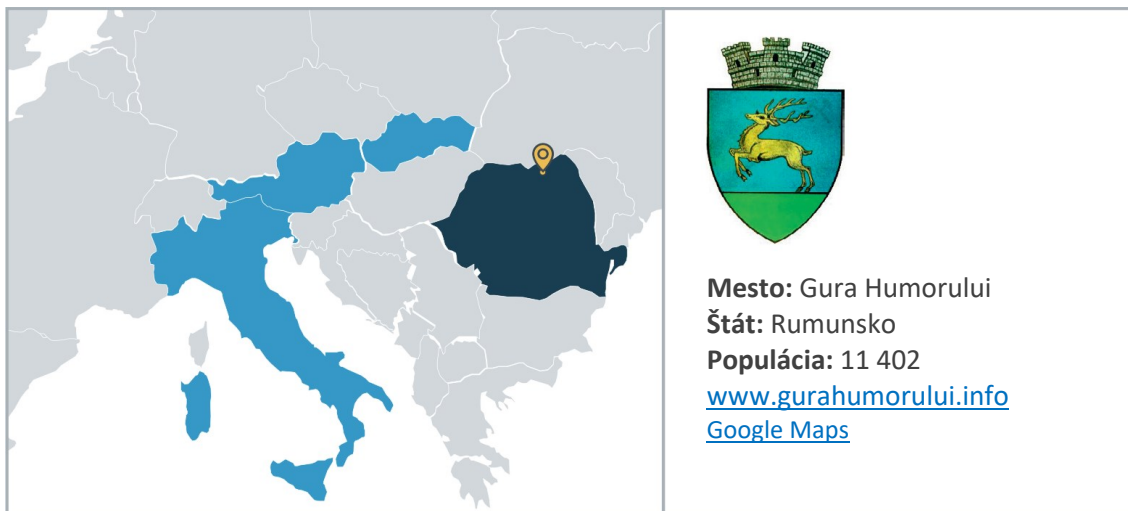 Mesto: Gura Humorului
Štát: Rumunsko
Populácia: 11 402
www.gurahumorului.info
Google Maps